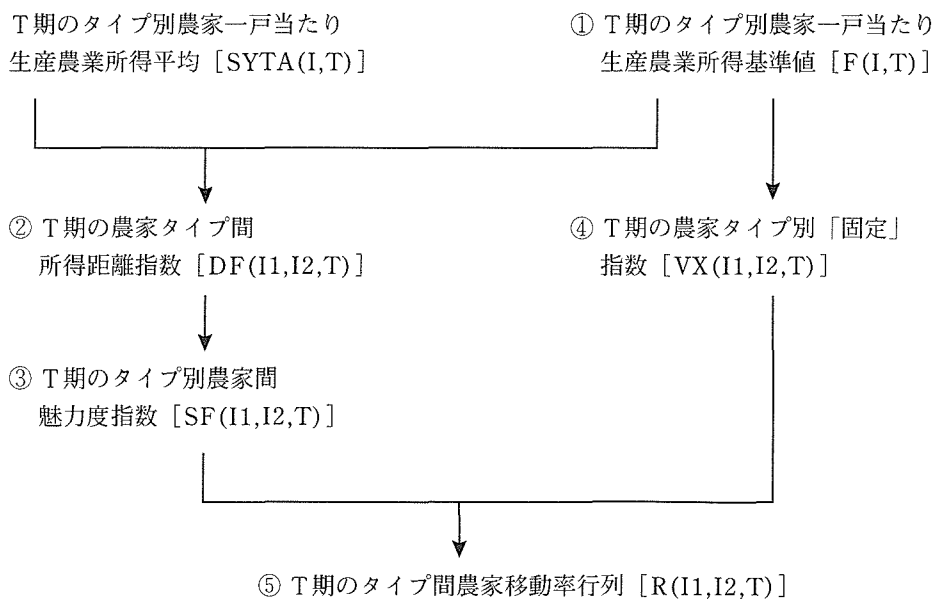 T期のタイプ別農家一戸当たり
生産農業所得平均［SYTA(I,T)］
① T期のタイプ別農家一戸当たり
生産農業所得基準値［F(I,T)］
② T期の農家タイプ間
所得距離指数［DF(I1,I2,T)］
④ T期の農家タイプ別「固定」
指数［VX(I1,I2,T)］
③ T期のタイプ別農家間
魅力度指数［SF(I1,I2,T)］
⑤ T期のタイプ間農家移動率行列［R(I1,I2,T)］